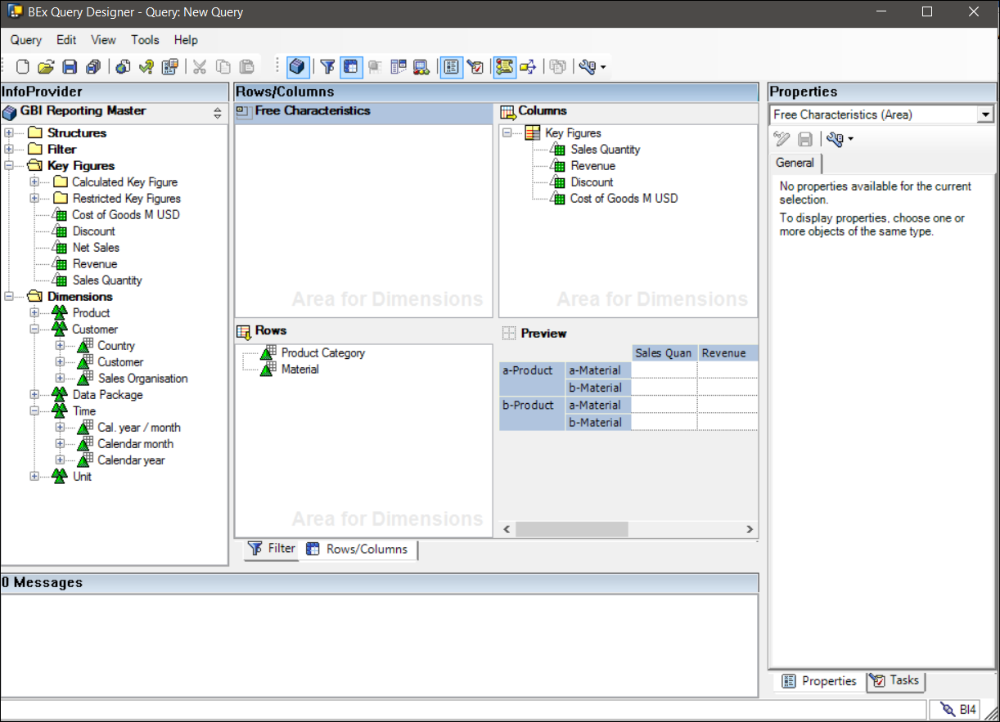 BEx Query Designer - Query: New Query
Query Edit View Tools Help
InfoProvider
GBI Reporting Master
Structures
Filter
Key Figures
Calculated Key Figure
Restricted Key Figures
Cost of Goods M USD
Discount
Net Sales
Revenue
Sales Quantity
Dimensions
Product
Customer
Country
Customer
Sales Organisation
Data Package
Time
Cal. year / month
Calendar month
Calendar year
Unit
Rows/Columns
Free Characteristics
Area for Dimensions
Columns
Key Figures
Sales Quantity
Revenue
Discount
Cost of Goods M USD
Area for Dimensions
Rows
Product Category
Material
Area for Dimensions
Preview
Sales Quan Revenue
a-Product a-Material
b-Material
b-Product a-Material
b-Material
Filter Rows/Columns
Properties
Free Characteristics (Area)
General
No properties available for the current
selection.
To display properties, choose one or
more objects of the same type.
Properties Tasks
0 Messages
BI4